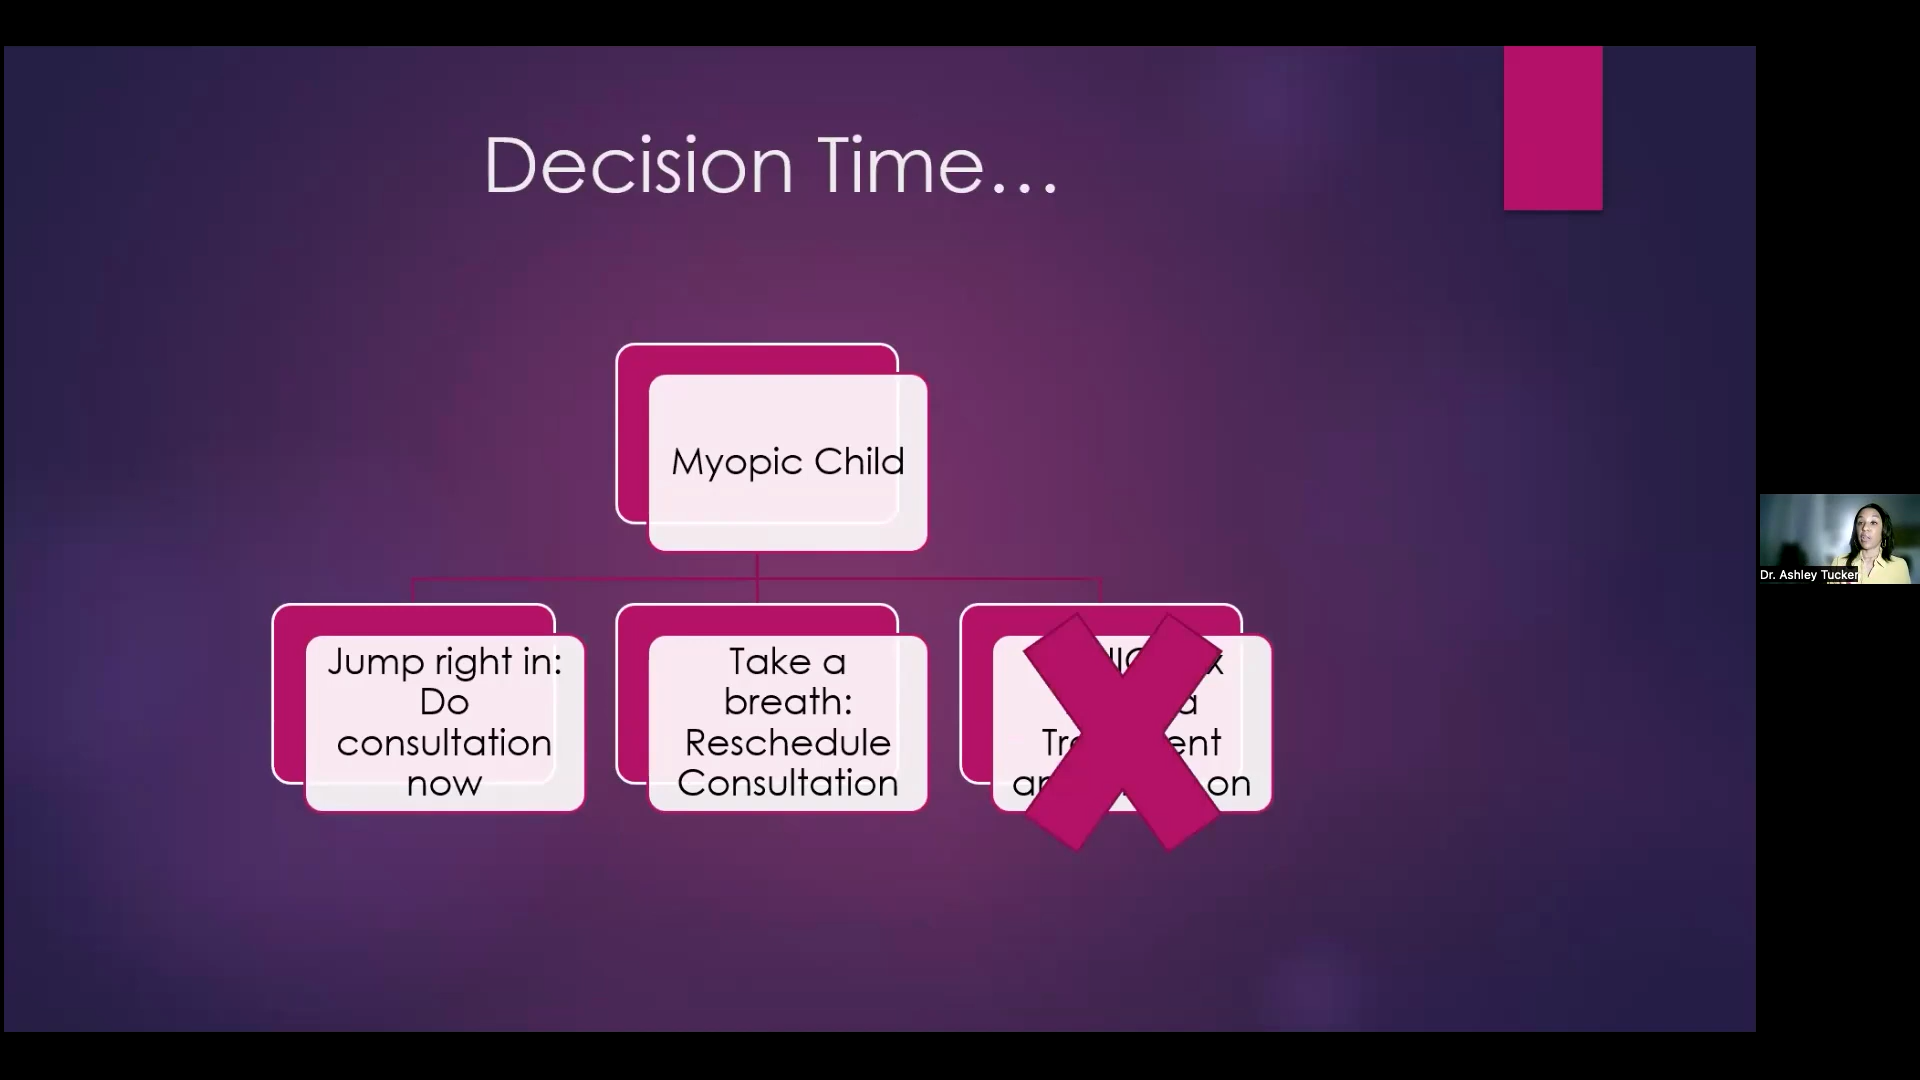 Decision Time...
Myopic Child
Jump right in:
Do
consultation
now
Take a
breath:
Reschedule
Consultation
Dr. Ashley Tucker